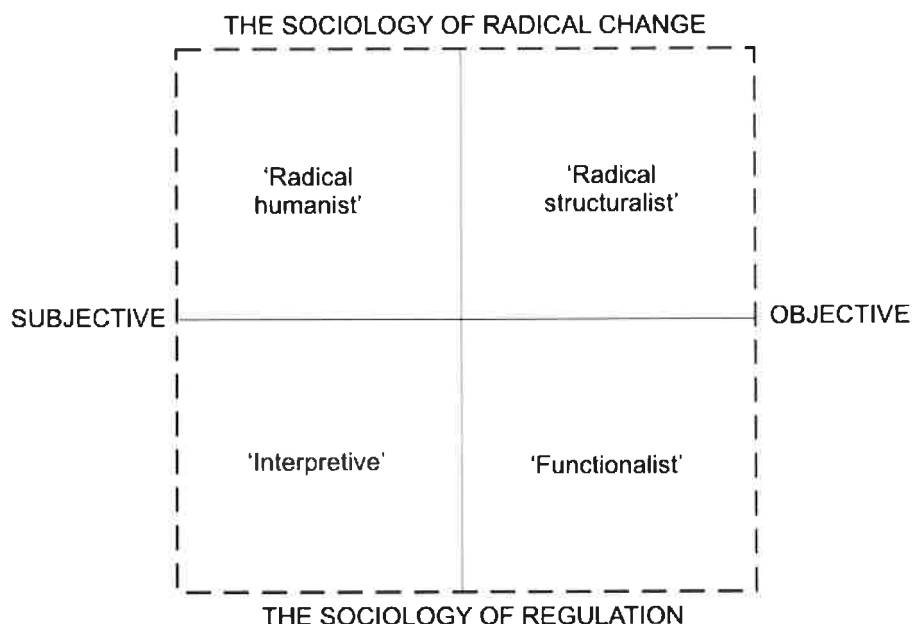 THE SOCIOLOGY OF RADICAL CHANGE
‘Radical
humanist’
‘Radical
structuralist’
SUBJECTIVE
OBJECTIVE
‘Interpretive’
‘Functionalist’
THE SOCIOLOGY OF REGULATION